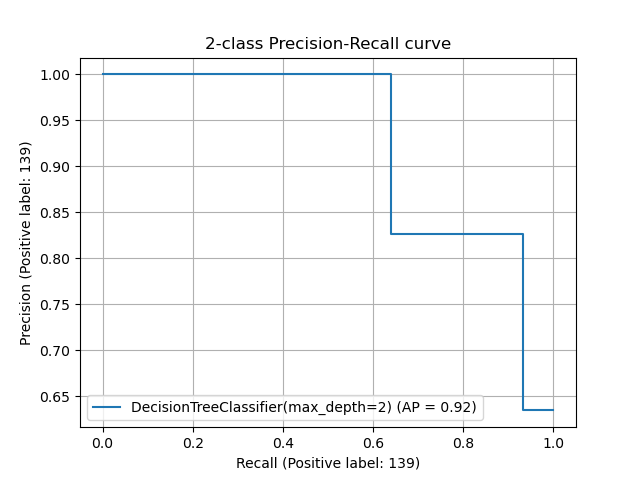 2-class Precision-Recall curve
1.00
0.95
0.90
0.85
0.80
0.75
0.70
0.65
Precision (Positive label: 139)
DecisionTreeClassifier(max_depth=2) (AP = 0.92)
0.0 0.2 0.4 0.6 0.8 1.0
Recall (Positive label: 139)